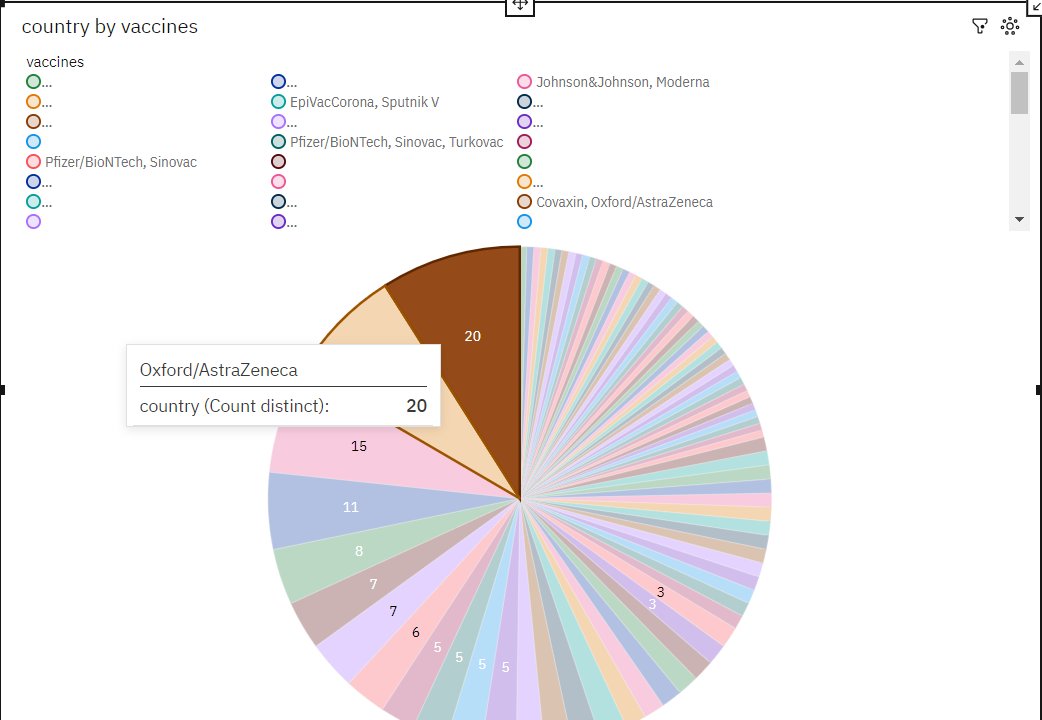 country by vaccines
vaccines
... ... Johnson&Johnson, Moderna
... EpiVacCorona, Sputnik V ...
... ... ...
Pfizer/BioNTech, Sinovac, Turkovac
Pfizer/BioNTech, Sinovac
... ...
... ... Covaxin, Oxford/AstraZeneca
...
20
Oxford/AstraZeneca
country (Count distinct): 20
15
11
8
7
7
6
5
5
5
5
3
3